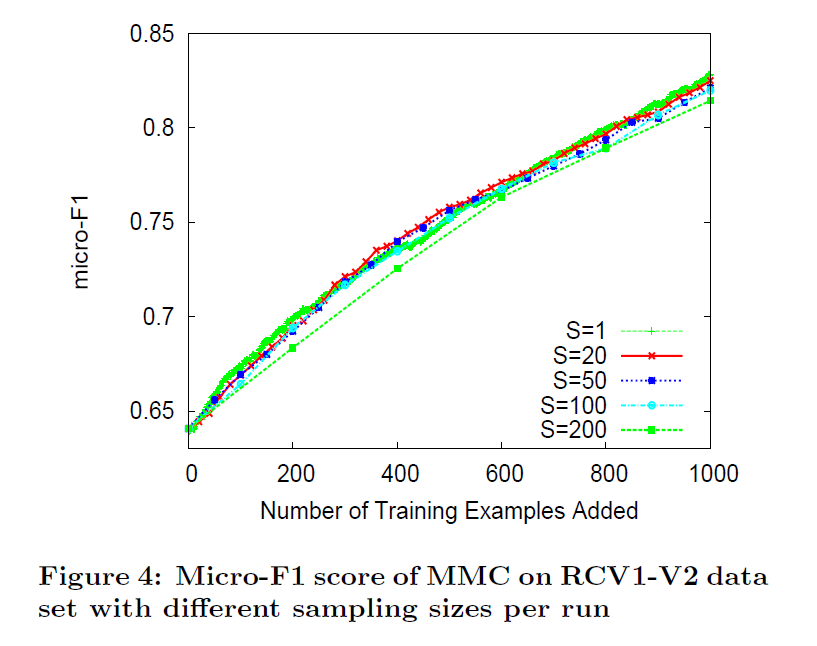 0.85
0.8
0.75
0.7
0.65
micro-F1
S=1
S=20
S=50
S=100
S=200
0 200 400 600 800 1000
Number of Training Examples Added
Figure 4: Micro-F1 score of MMC on RCV1-V2 data
set with different sampling sizes per run